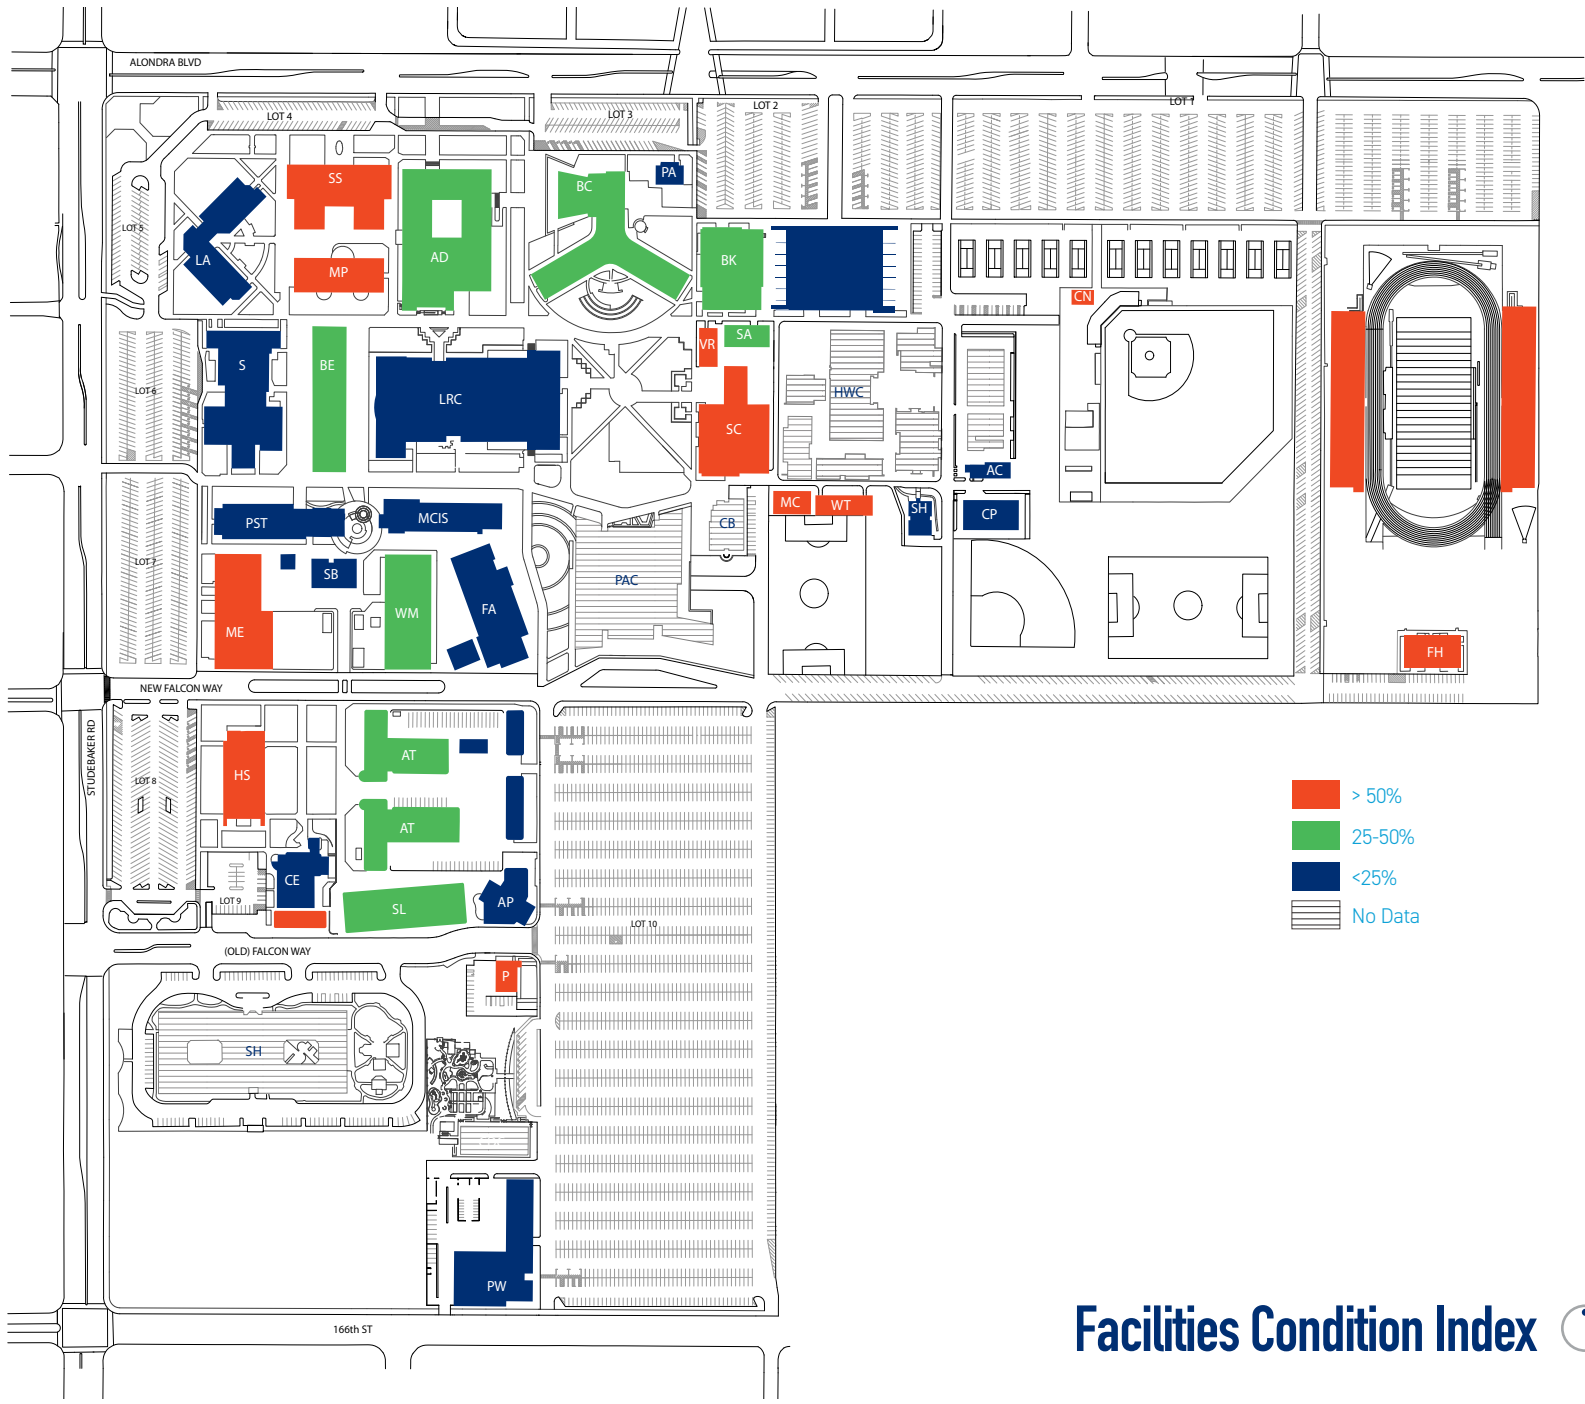 ALONDRA BLVD
LOT 4
LOT 3
LOT 2
LOT 1
SS
BC
PA
LOT 5
LA
MP
AD
BK
CN
S
BE
LRC
VR
SA
LOT 6
SC
HWC
AC
PST
MCIS
CB
MC
WT
SH
CP
LOT 7
SB
PAC
ME
WM
FA
FH
NEW FALCON WAY
STUDEBAKER RD
LOT 8
HS
AT
AT
CE
LOT 9
SL
AP
LOT 10
(OLD) FALCON WAY
P
SH
PW
166th ST
> 50%
25-50%
<25%
No Data
Facilities Condition Index